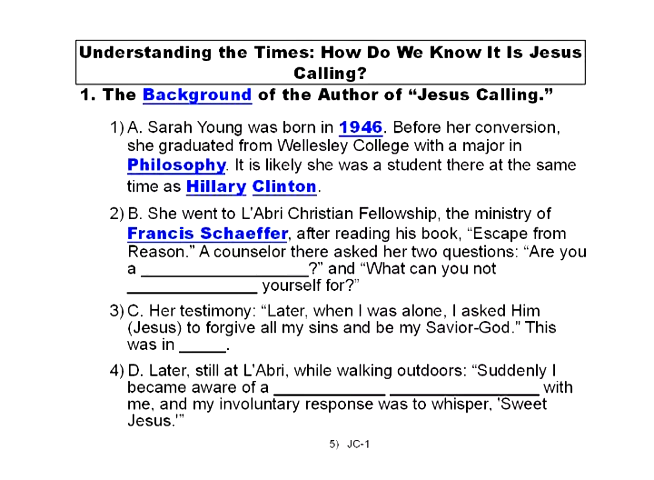 Understanding the Times: How Do We Know It Is Jesus
Calling?
1. The Background of the Author of “Jesus Calling.”
1) A. Sarah Young was born in 1946. Before her conversion,
she graduated from Wellesley College with a major in
Philosophy. It is likely she was a student there at the same
time as Hillary Clinton.
2) B. She went to L'Abri Christian Fellowship, the ministry of
Francis Schaeffer, after reading his book, “Escape from
Reason.” A counselor there asked her two questions: “Are you
a ___________________?” and “What can you not
_______________ yourself for?”
3) C. Her testimony: “Later, when I was alone, I asked Him
(Jesus) to forgive all my sins and be my Savior-God.” This
was in _____.
4) D. Later, still at L'Abri, while walking outdoors: “Suddenly I
became aware of a _____________ _________________ with
me, and my involuntary response was to whisper, 'Sweet
Jesus.'”
5) JC-1